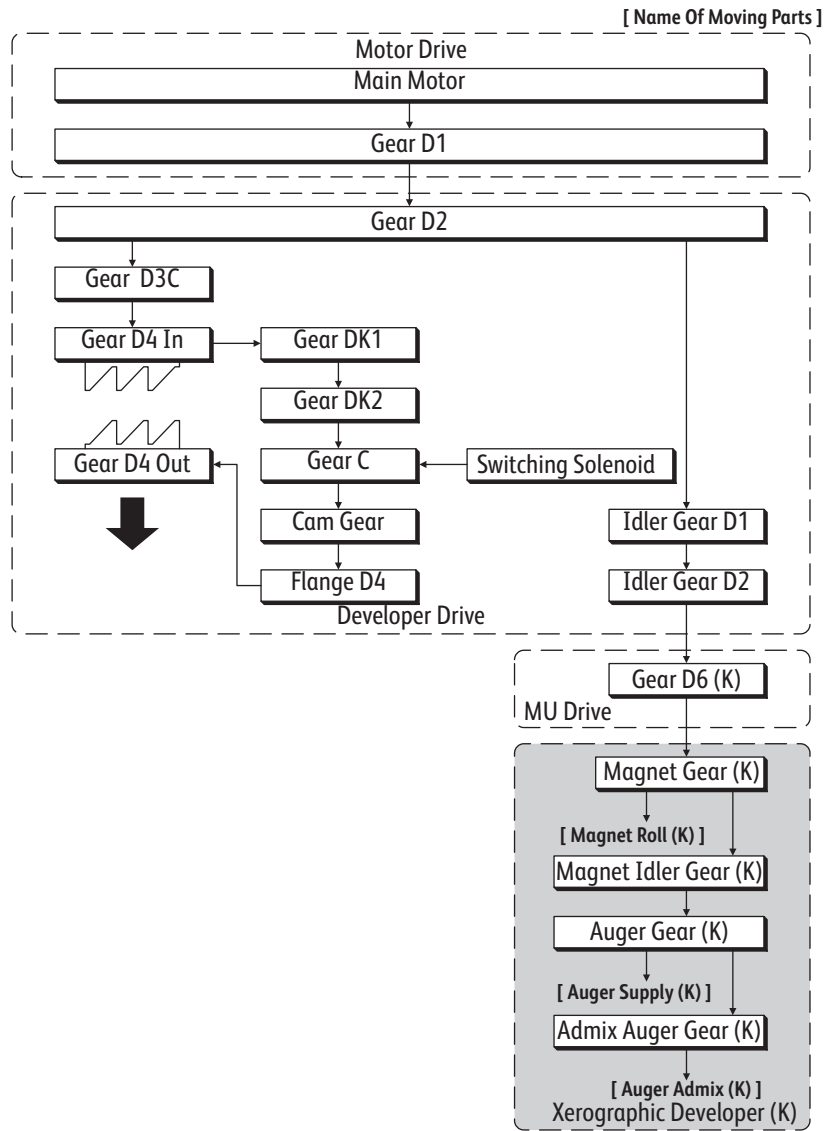 [ Name Of Moving Parts ]
Motor Drive
Main Motor
Gear D1
Gear D2
Gear D3C
Gear D4 In
Gear DK1
Gear DK2
Gear D4 Out
Gear C
Switching Solenoid
Cam Gear
Idler Gear D1
Flange D4
Idler Gear D2
Developer Drive
Gear D6 (K)
MU Drive
Magnet Gear (K)
[ Magnet Roll (K) ]
Magnet Idler Gear (K)
Auger Gear (K)
[ Auger Supply (K) ]
Admix Auger Gear (K)
[ Auger Admix (K) ]
Xerographic Developer (K)